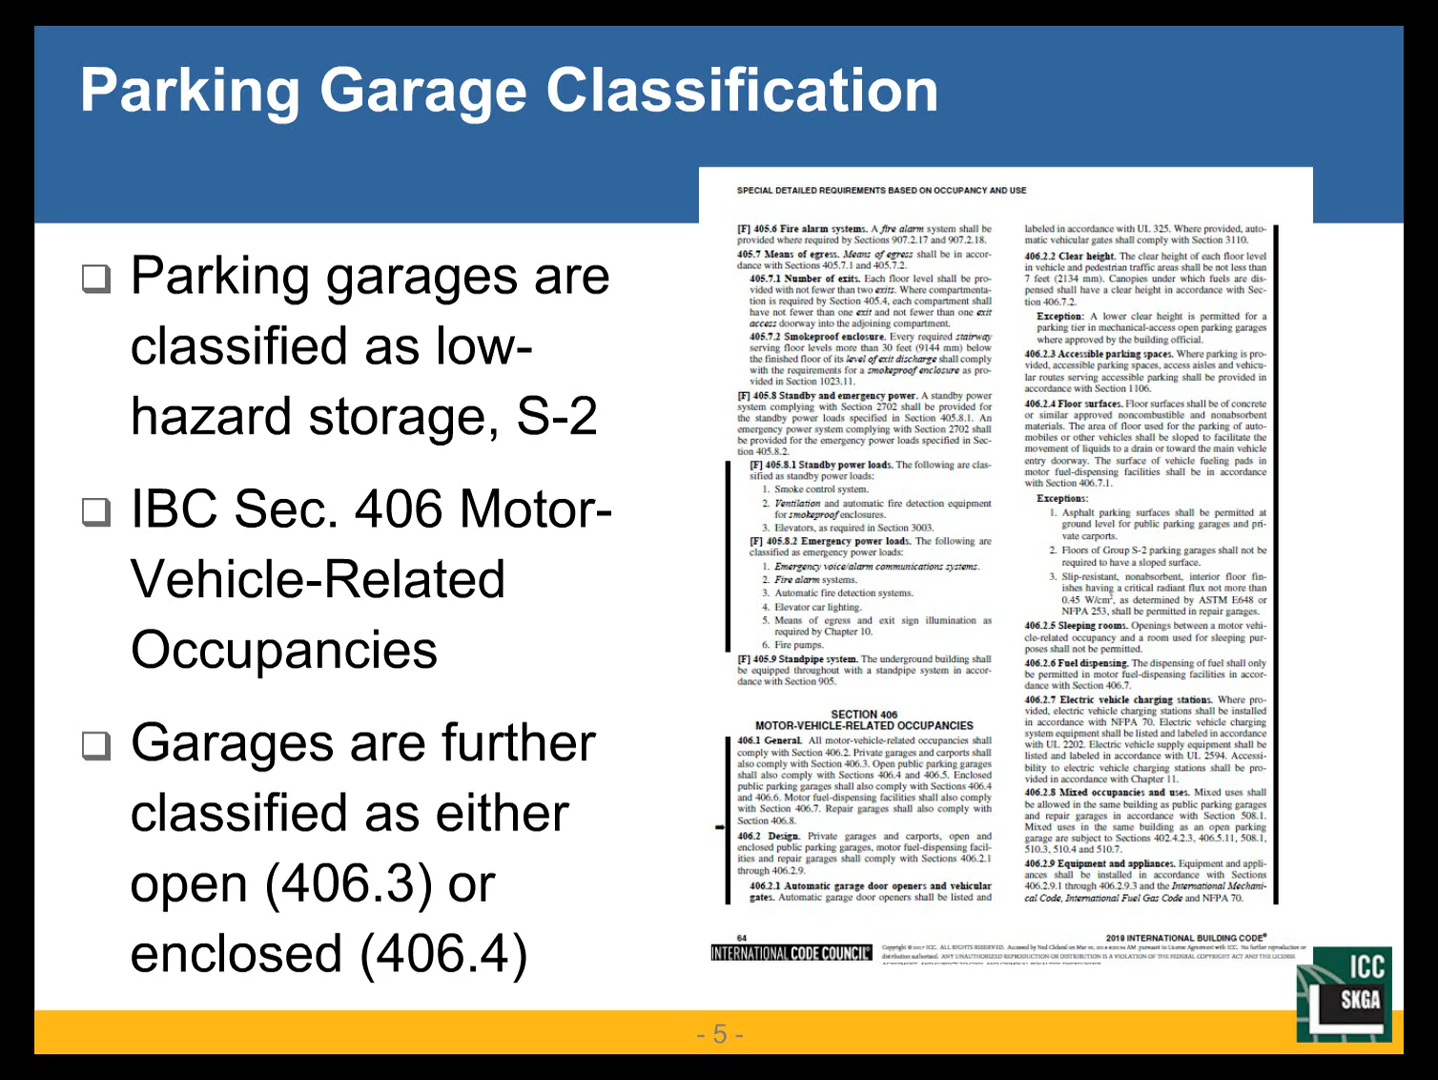 Parking Garage Classification
❑ Parking garages are
classified as low-
hazard storage, S-2
❑ IBC Sec. 406 Motor-
Vehicle-Related
Occupancies
❑ Garages are further
classified as either
open (406.3) or
enclosed (406.4)
SPECIAL DETAILED REQUIREMENTS BASED ON OCCUPANCY AND USE
[F] 405.6 Fire alarm systems. A fire alarm system shall be
provided where required by Sections 907.2.17 and 907.2.18.
405.7 Means of egress. Means of egress shall be in accor-
dance with Sections 405.7.1 and 405.7.2.
405.7.1 Number of exits. Each floor level shall be pro-
vided with not fewer than two exits. Where compartmenta-
tion is required by Section 405.4, each compartment shall
have not fewer than one exit and not fewer than one exit
access doorway into the adjoining compartment.
405.7.2 Smokeproof enclosure. Every required stairway
serving floor levels more than 30 feet (9144 mm) below
the finished floor of its level of exit discharge shall comply
with the requirements for a smokeproof enclosure as pro-
vided in Section 1023.11.
[F] 405.8 Standby and emergency power. A standby power
system complying with Section 2702 shall be provided for
the standby power loads specified in Section 405.8.1. An
emergency power system complying with Section 2702 shall
be provided for the emergency power loads specified in Sec-
tion 405.8.2.
[F] 405.8.1 Standby power loads. The following are clas-
sified as standby power loads:
1. Smoke control system.
2. Ventilation and automatic fire detection equipment
for smokeproof enclosures.
3. Elevators, as required in Section 3003.
[F] 405.8.2 Emergency power loads. The following are
classified as emergency power loads:
1. Emergency voice/alarm communications systems.
2. Fire alarm systems.
3. Automatic fire detection systems.
4. Elevator car lighting.
5. Means of egress and exit sign illumination as
required by Chapter 10.
6. Fire pumps.
[F] 405.9 Standpipe system. The underground building shall
be equipped throughout with a standpipe system in accor-
dance with Section 905.
SECTION 406
MOTOR-VEHICLE-RELATED OCCUPANCIES
406.1 General. All motor-vehicle-related occupancies shall
comply with Section 406.2. Private garages and carports shall
also comply with Section 406.3. Open public parking garages
shall also comply with Sections 406.4 and 406.5. Enclosed
public parking garages shall also comply with Sections 406.4
and 406.6. Motor fuel-dispensing facilities shall also comply
with Section 406.7. Repair garages shall also comply with
Section 406.8.
406.2 Design. Private garages and carports, open and
enclosed public parking garages, motor fuel-dispensing facil-
ities and repair garages shall comply with Sections 406.2.1
through 406.2.9.
406.2.1 Automatic garage door openers and vehicular
gates. Automatic garage door openers shall be listed and
labeled in accordance with UL 325. Where provided, auto-
matic vehicular gates shall comply with Section 3110.
406.2.2 Clear height. The clear height of each floor level
in vehicle and pedestrian traffic areas shall be not less than
7 feet (2134 mm). Canopies under which fuels are dis-
pensed shall have a clear height in accordance with Sec-
tion 406.7.2.
Exception: A lower clear height is permitted for a
parking tier in mechanical-access open parking garages
where approved by the building official.
406.2.3 Accessible parking spaces. Where parking is pro-
vided, accessible parking spaces, access aisles and vehicu-
lar routes serving accessible parking shall be provided in
accordance with Section 1106.
406.2.4 Floor surfaces. Floor surfaces shall be of concrete
or similar approved noncombustible and nonabsorbent
materials. The area of floor used for the parking of auto-
mobiles or other vehicles shall be sloped to facilitate the
movement of liquids to a drain or toward the main vehicle
entry doorway. The surface of vehicle fueling pads in
motor fuel-dispensing facilities shall be in accordance
with Section 406.7.1.
Exceptions:
1. Asphalt parking surfaces shall be permitted at
ground level for public parking garages and pri-
vate carports.
2. Floors of Group S-2 parking garages shall not be
required to have a sloped surface.
3. Slip-resistant, nonabsorbent, interior floor fin-
ishes having a critical radiant flux not more than
0.45 W/cm², as determined by ASTM E648 or
NFPA 253, shall be permitted in repair garages.
406.2.5 Sleeping rooms. Openings between a motor vehi-
cle-related occupancy and a room used for sleeping pur-
poses shall not be permitted.
406.2.6 Fuel dispensing. The dispensing of fuel shall only
be permitted in motor fuel-dispensing facilities in accor-
dance with Section 406.7.
406.2.7 Electric vehicle charging stations. Where pro-
vided, electric vehicle charging stations shall be installed
in accordance with NFPA 70. Electric vehicle charging
system equipment shall be listed and labeled in accordance
with UL 2202. Electric vehicle supply equipment shall be
listed and labeled in accordance with UL 2594. Accessi-
bility to electric vehicle charging stations shall be pro-
vided in accordance with Chapter 11.
406.2.8 Mixed occupancies and uses. Mixed uses shall
be allowed in the same building as public parking garages
and repair garages in accordance with Section 508.1.
Mixed uses in the same building as an open parking
garage are subject to Sections 402.4.2.3, 406.5.11, 508.1,
510.3, 510.4 and 510.7.
406.2.9 Equipment and appliances. Equipment and appli-
ances shall be installed in accordance with Sections
406.2.9.1 through 406.2.9.3 and the International Mechani-
cal Code, International Fuel Gas Code and NFPA 70.
64
2018 INTERNATIONAL BUILDING CODE®
INTERNATIONAL CODE COUNCIL®
Copyright © 2017 ICC. ALL RIGHTS RESERVED. Accessed by
pursuant to License Agreement with ICC. No further reproduction or
distribution authorized. ANY UNAUTHORIZED REPRODUCTION OR DISTRIBUTION IS A VIOLATION OF THE FEDERAL COPYRIGHT ACT AND THE LICENSE
ICC
SKGA
- 5 -